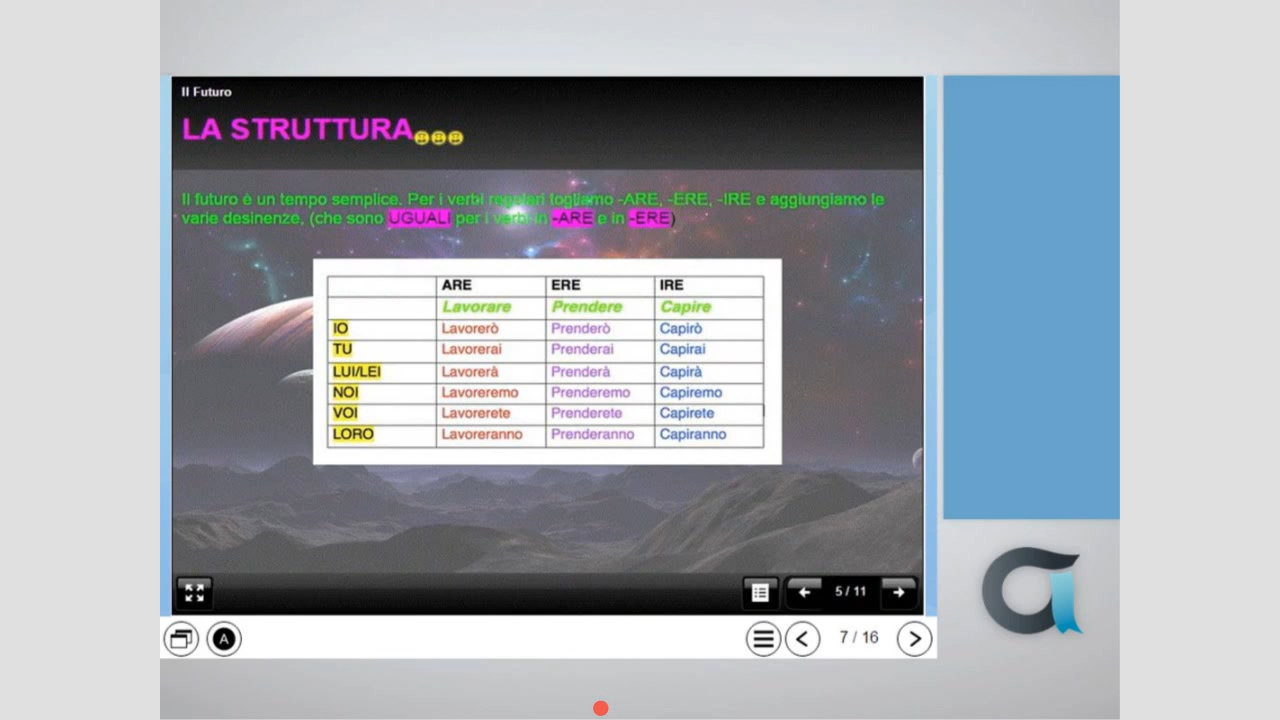 Il Futuro
LA STRUTTURA
Il futuro è un tempo semplice. Per i verbi regolari togliamo -ARE, -ERE, -IRE e aggiungiamo le
varie desinenze, (che sono UGUALI per i verbi in -ARE e in -ERE)
ARE ERE IRE
Lavorare Prendere Capire
IO Lavorerò Prenderò Capirò
TU Lavorerai Prenderai Capirai
LUI/LEI Lavorerà Prenderà Capirà
NOI Lavoreremo Prenderemo Capiremo
VOI Lavorerete Prenderete Capirete
LORO Lavoreranno Prenderanno Capiranno
5 / 11
A
7 / 16